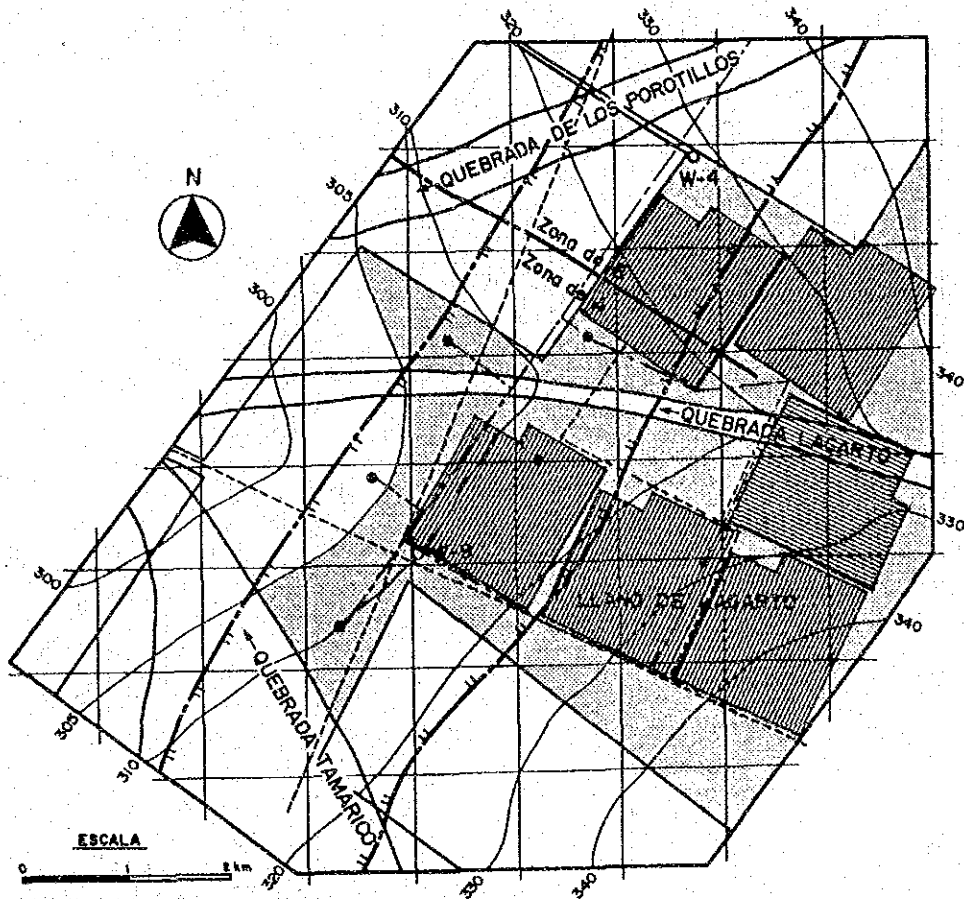 320
330
340
310
QUEBRADA DE LOS POROTILLOS
W-4
305
N
Zona de
Zona de
300
340
QUEBRADA LAGARTO
330
300
LLANO DE LAGARTO
340
QUEBRADA TAMARICO
305
310
ESCALA
0 1 2 km
320
330
340